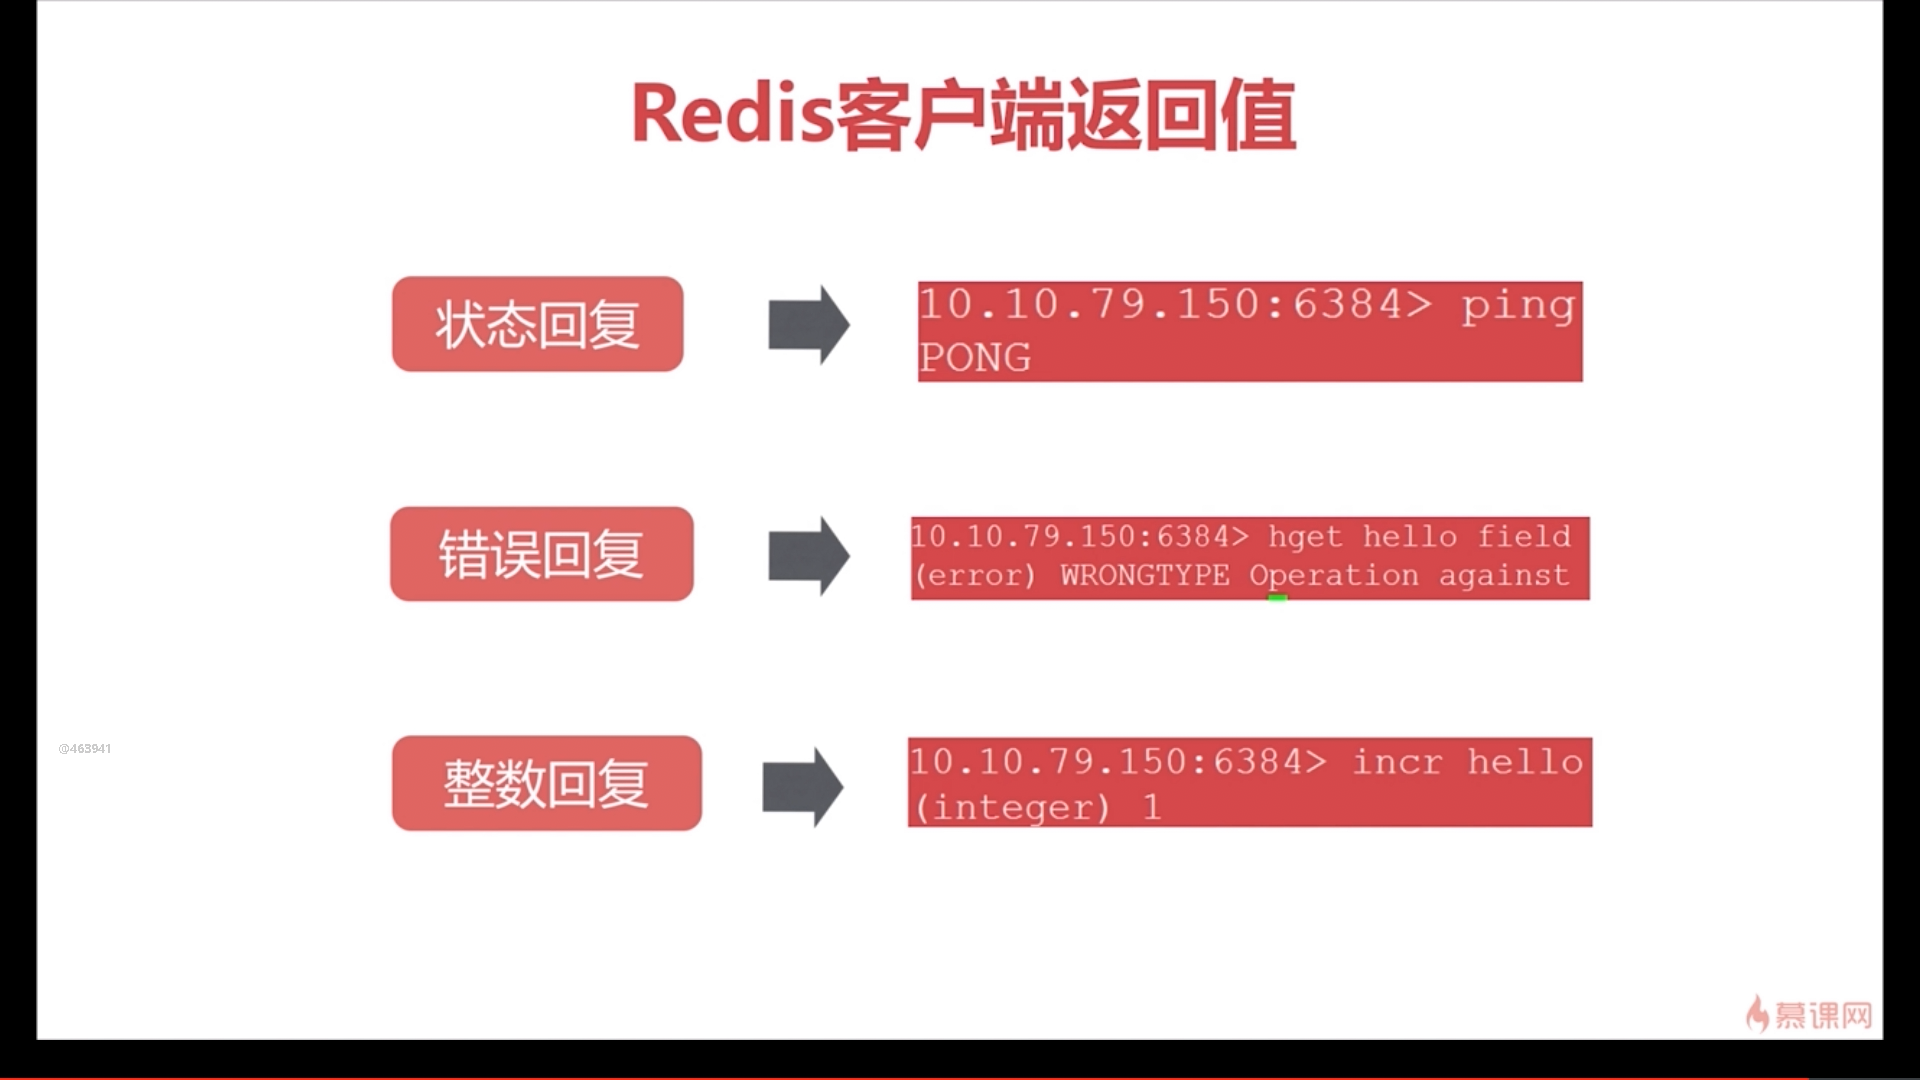 Redis客户端返回值
状态回复
10.10.79.150:6384> ping
PONG
错误回复
10.10.79.150:6384> hget hello field
(error) WRONGTYPE Operation against
整数回复
10.10.79.150:6384> incr hello
(integer) 1
@463941
慕课网